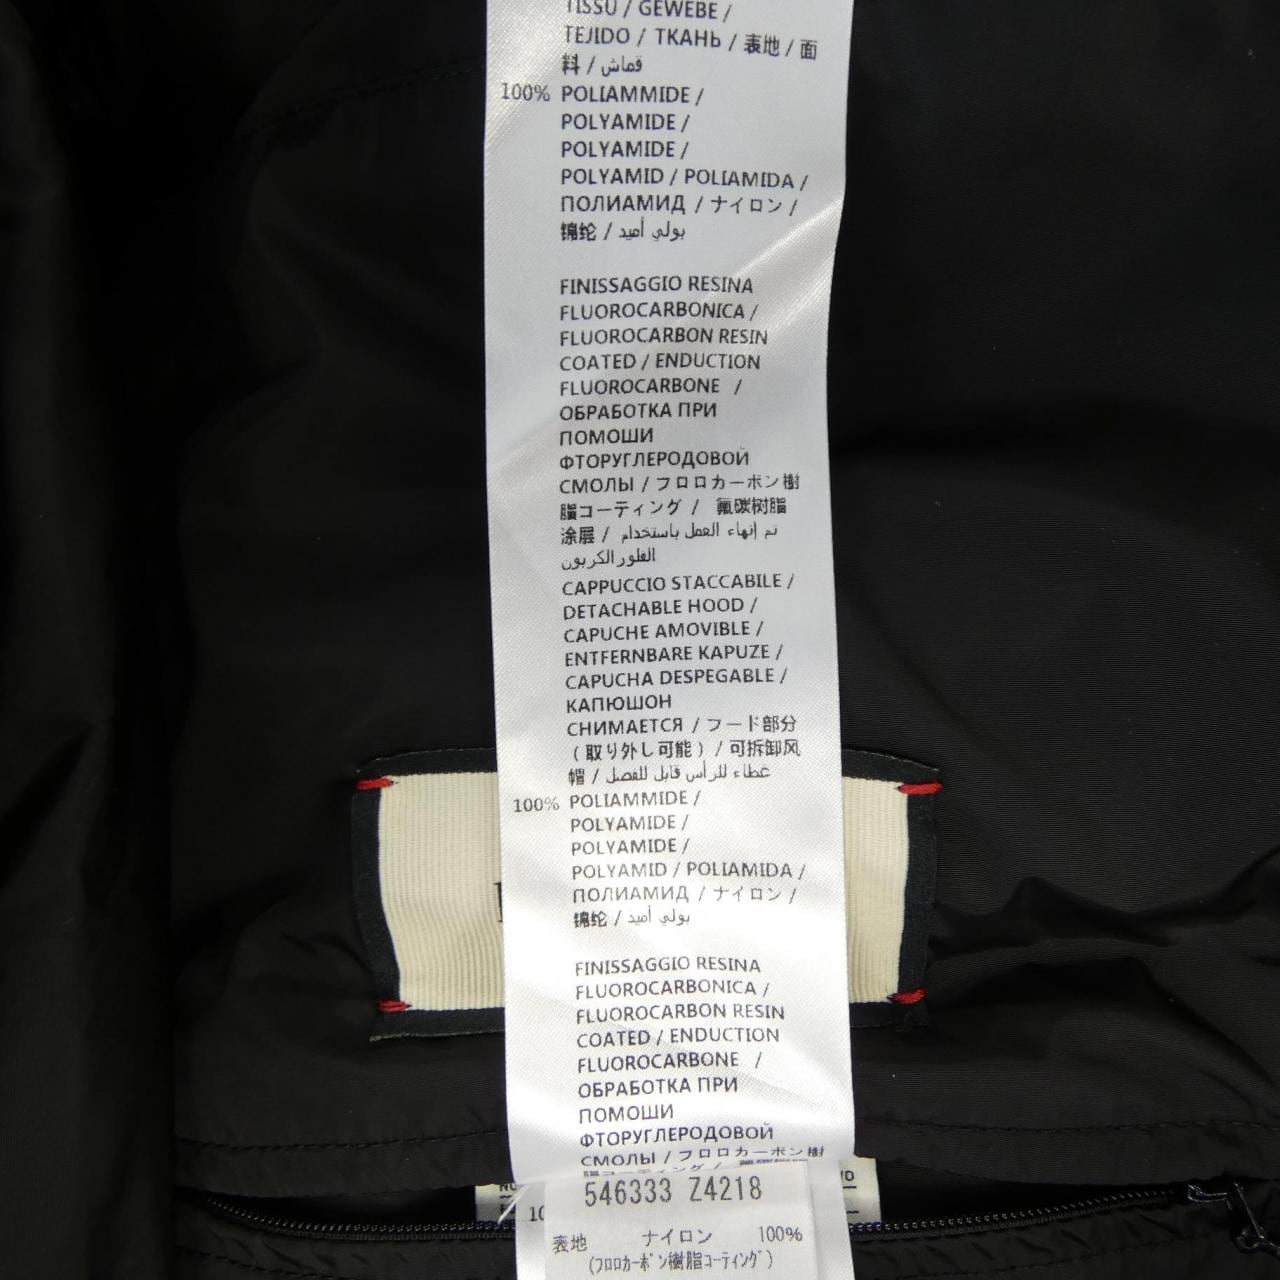 TISSU / GEWEBE /
TEJIDO / ТКАНЬ / 表地 / 面
料 / قماش
100% POLIAMMIDE /
POLYAMIDE /
POLYAMIDE /
POLYAMID / POLIAMIDA /
ПОЛИАМИД / ナイロン /
锦纶 / بولي أميد
FINISSAGGIO RESINA
FLUOROCARBONICA /
FLUOROCARBON RESIN
COATED / ENDUCTION
FLUOROCARBONE /
ОБРАБОТКА ПРИ
ПОМОШИ
ФТОРУГЛЕРОДОВОЙ
СМОЛЫ / フロロカーボン樹
脂コーティング / 氟碳树脂
涂层 / تم إنهاء العمل باستخدام
الفلور الكربون
CAPPUCCIO STACCABILE /
DETACHABLE HOOD /
CAPUCHE AMOVIBLE /
ENTFERNBARE KAPUZE /
CAPUCHA DESPEGABLE /
КАПЮШОН
СНИМАЕТСЯ / フード部分
(取り外し可能) / 可拆卸风
帽 / غطاء للرأس قابل للفصل
100% POLIAMMIDE /
POLYAMIDE /
POLYAMIDE /
POLYAMID / POLIAMIDA /
ПОЛИАМИД / ナイロン /
锦纶 / بولي أميد
FINISSAGGIO RESINA
FLUOROCARBONICA /
FLUOROCARBON RESIN
COATED / ENDUCTION
FLUOROCARBONE /
ОБРАБОТКА ПРИ
ПОМОШИ
ФТОРУГЛЕРОДОВОЙ
СМОЛЫ / フロロカーボン樹
546333 Z4218
表地 ナイロン 100%
(フロロカーボン樹脂コーティング)